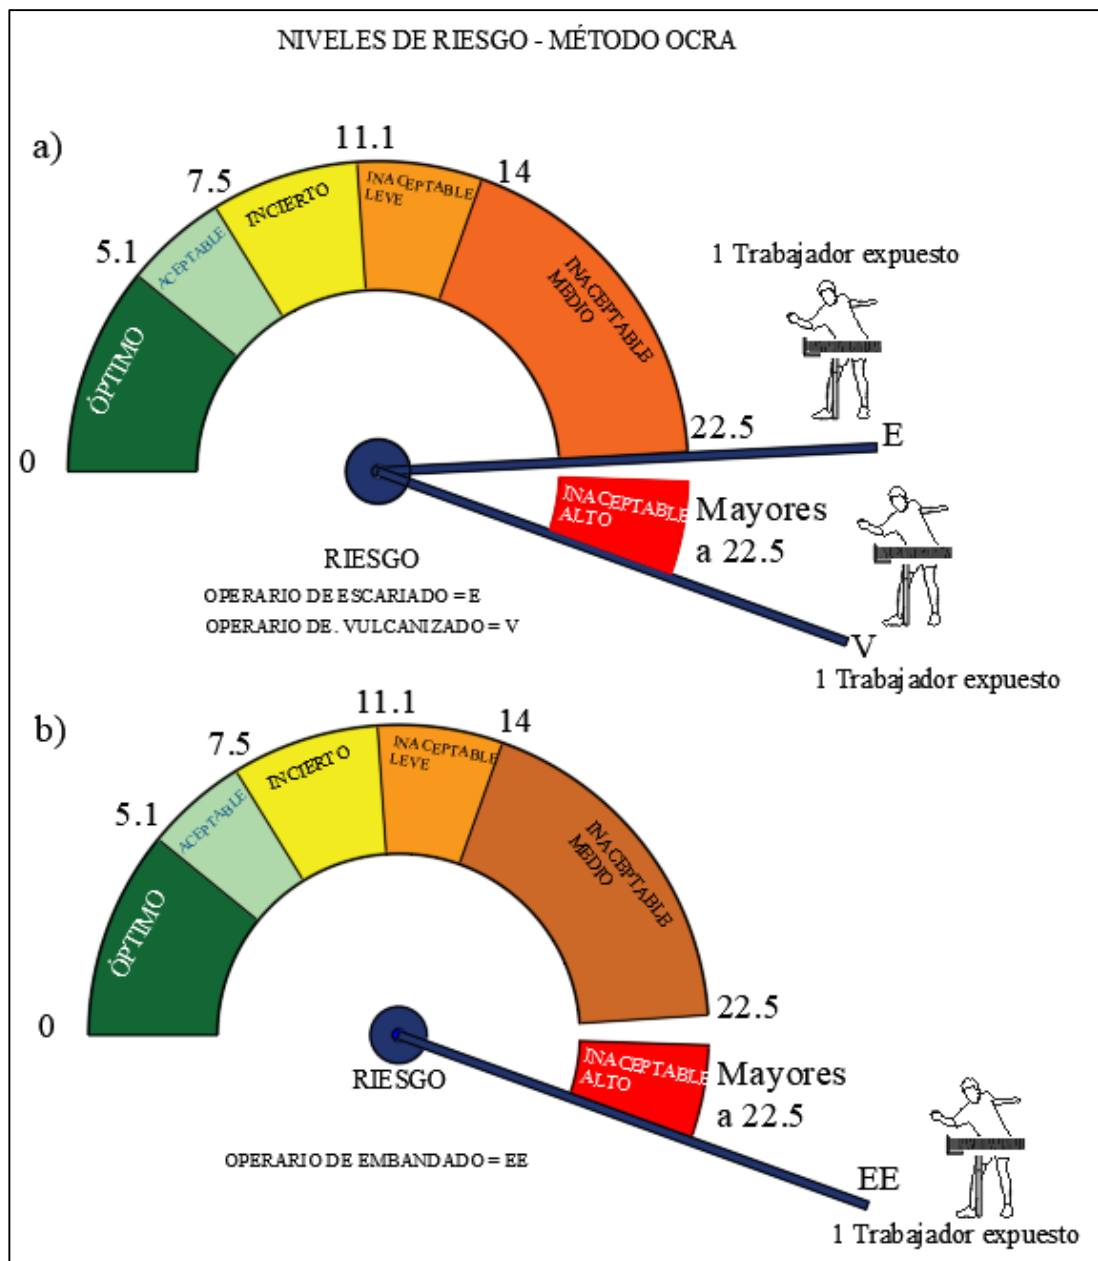 NIVELES DE RIESGO - MÉTODO OCRA
a)
0
5.1
7.5
11.1
14
22.5
Mayores
a 22.5
ÓPTIMO
ACEPTABLE
INCIERTO
INACEPTABLE
LEVE
INACEPTABLE
MEDIO
INACEPTABLE
ALTO
1 Trabajador expuesto
E
V
1 Trabajador expuesto
RIESGO
OPERARIO DE ESCARIADO = E
OPERARIO DE. VULCANIZADO = V
b)
0
5.1
7.5
11.1
14
22.5
Mayores
a 22.5
ÓPTIMO
ACEPTABLE
INCIERTO
INACEPTABLE
LEVE
INACEPTABLE
MEDIO
INACEPTABLE
ALTO
RIESGO
OPERARIO DE EMBANDADO = EE
EE
1 Trabajador expuesto